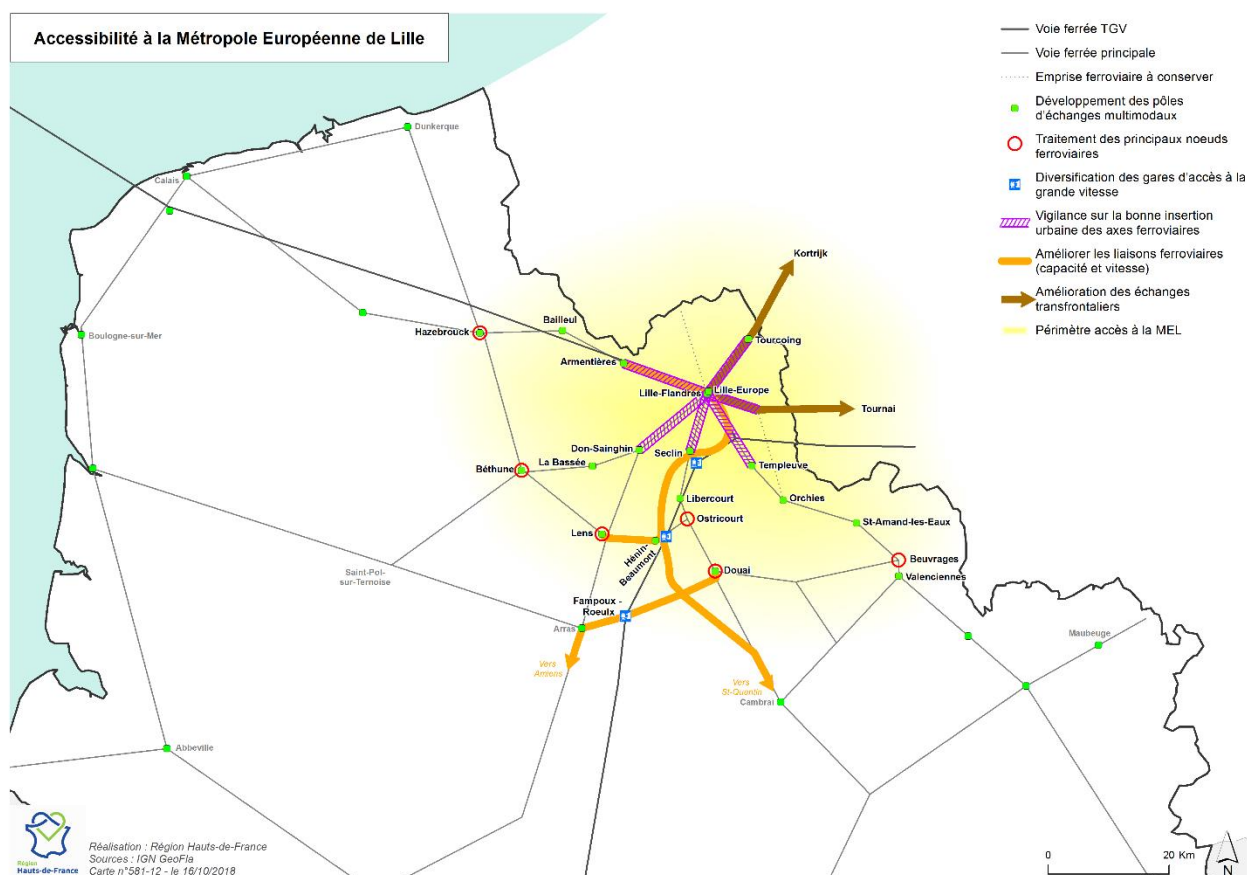 Accessibilité à la Métropole Européenne de Lille
Voie ferrée TGV
Voie ferrée principale
Emprise ferroviaire à conserver
Développement des pôles
d'échanges multimodaux
Traitement des principaux noeuds
ferroviaires
Diversification des gares d'accès à la
grande vitesse
Vigilance sur la bonne insertion
urbaine des axes ferroviaires
Améliorer les liaisons ferroviaires
(capacité et vitesse)
Amélioration des échanges
transfrontaliers
Périmètre accès à la MEL
Dunkerque
Calais
Kortrijk
Bailleul
Hazebrouck
Boulogne-sur-Mer
Tourcoing
Armentières
Lille-Flandres
Lille-Europe
Tournai
Don-Sainghin
Seclin
La Bassée
Béthune
Templeuve
Libercourt
Orchies
Ostricourt
St-Amand-les-Eaux
Lens
Hénin-
Beaumont
Beuvrages
Saint-Pol-
sur-Ternoise
Douai
Valenciennes
Fampoux -
Roeulx
Arras
Maubeuge
Vers
Amiens
Vers
St-Quentin
Cambrai
Abbeville
Région
Hauts-de-France
Réalisation : Région Hauts-de-France
Sources : IGN GeoFla
Carte n°581-12 - le 16/10/2018
0
20 Km
N